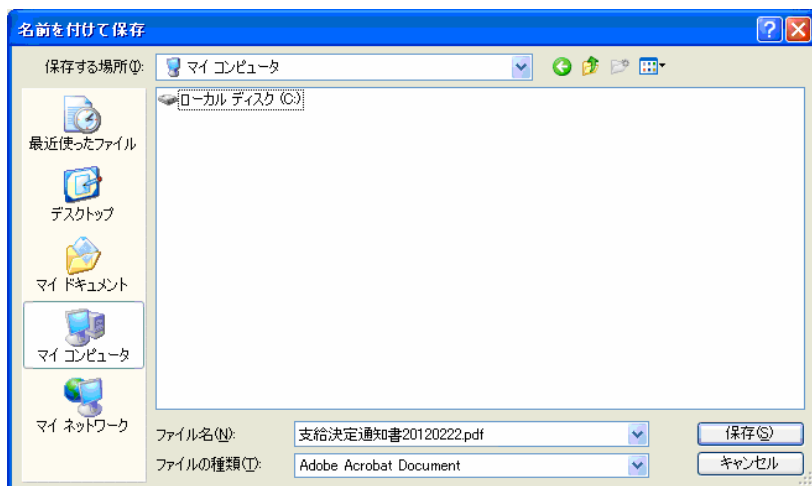 名前を付けて保存
保存する場所(I):
マイ コンピュータ
ローカル ディスク (C:)
最近使ったファイル
デスクトップ
マイ ドキュメント
マイ コンピュータ
マイ ネットワーク
ファイル名(N):
支給決定通知書20120222.pdf
保存(S)
ファイルの種類(T):
Adobe Acrobat Document
キャンセル